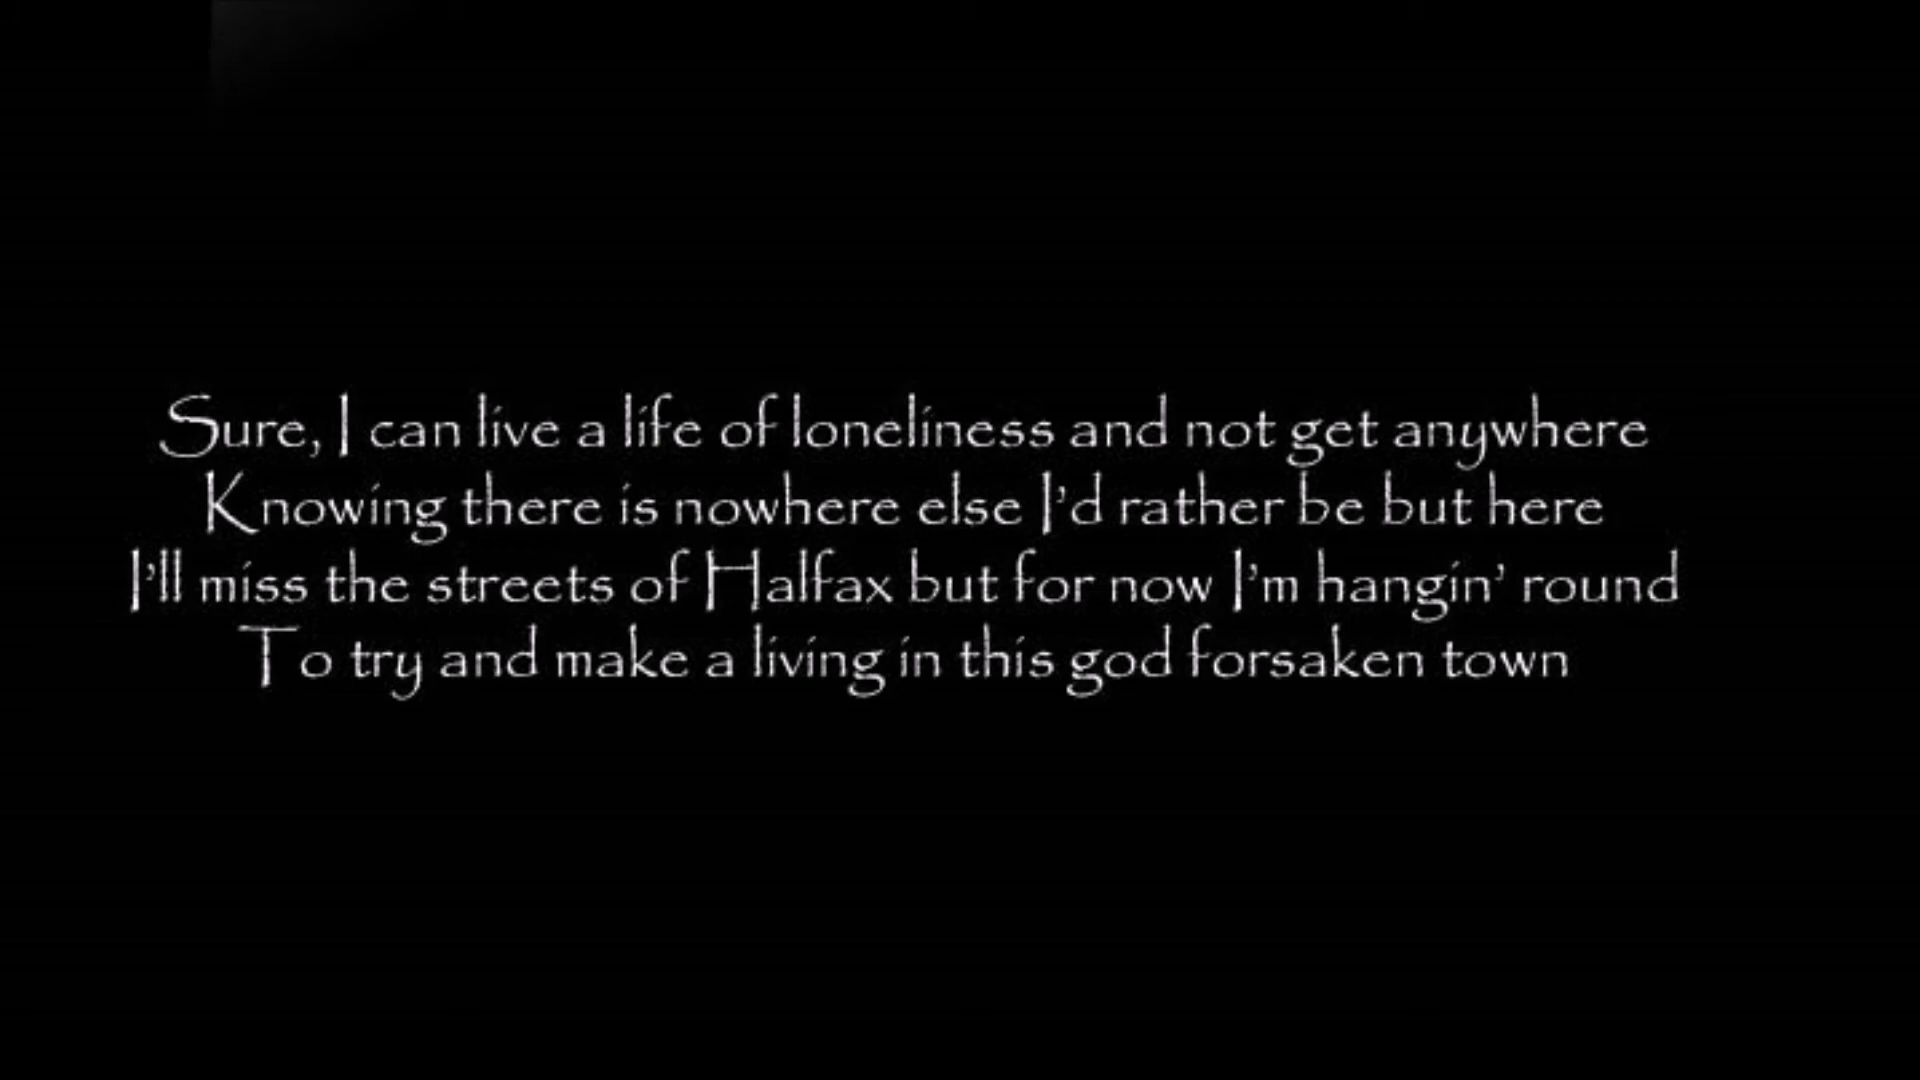 Sure, I can live a life of loneliness and not get anywhere
Knowing there is nowhere else I'd rather be but here
I'll miss the streets of Halfax but for now I'm hangin' round
To try and make a living in this god forsaken town